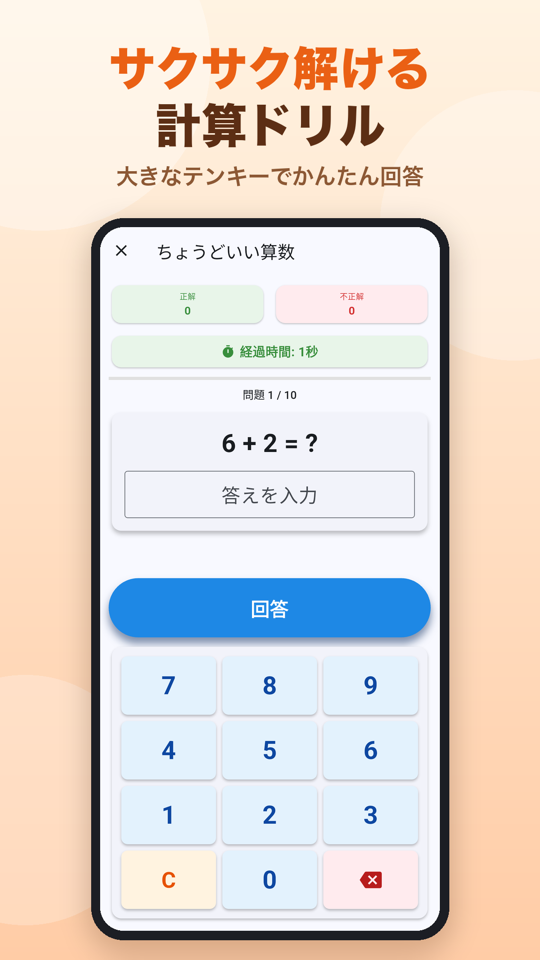 サクサク解ける
計算ドリル
大きなテンキーでかんたん回答
ちょうどいい算数
正解
0
不正解
0
経過時間: 1秒
問題 1 / 10
6 + 2 = ?
答えを入力
回答
7 8 9
4 5 6
1 2 3
C 0